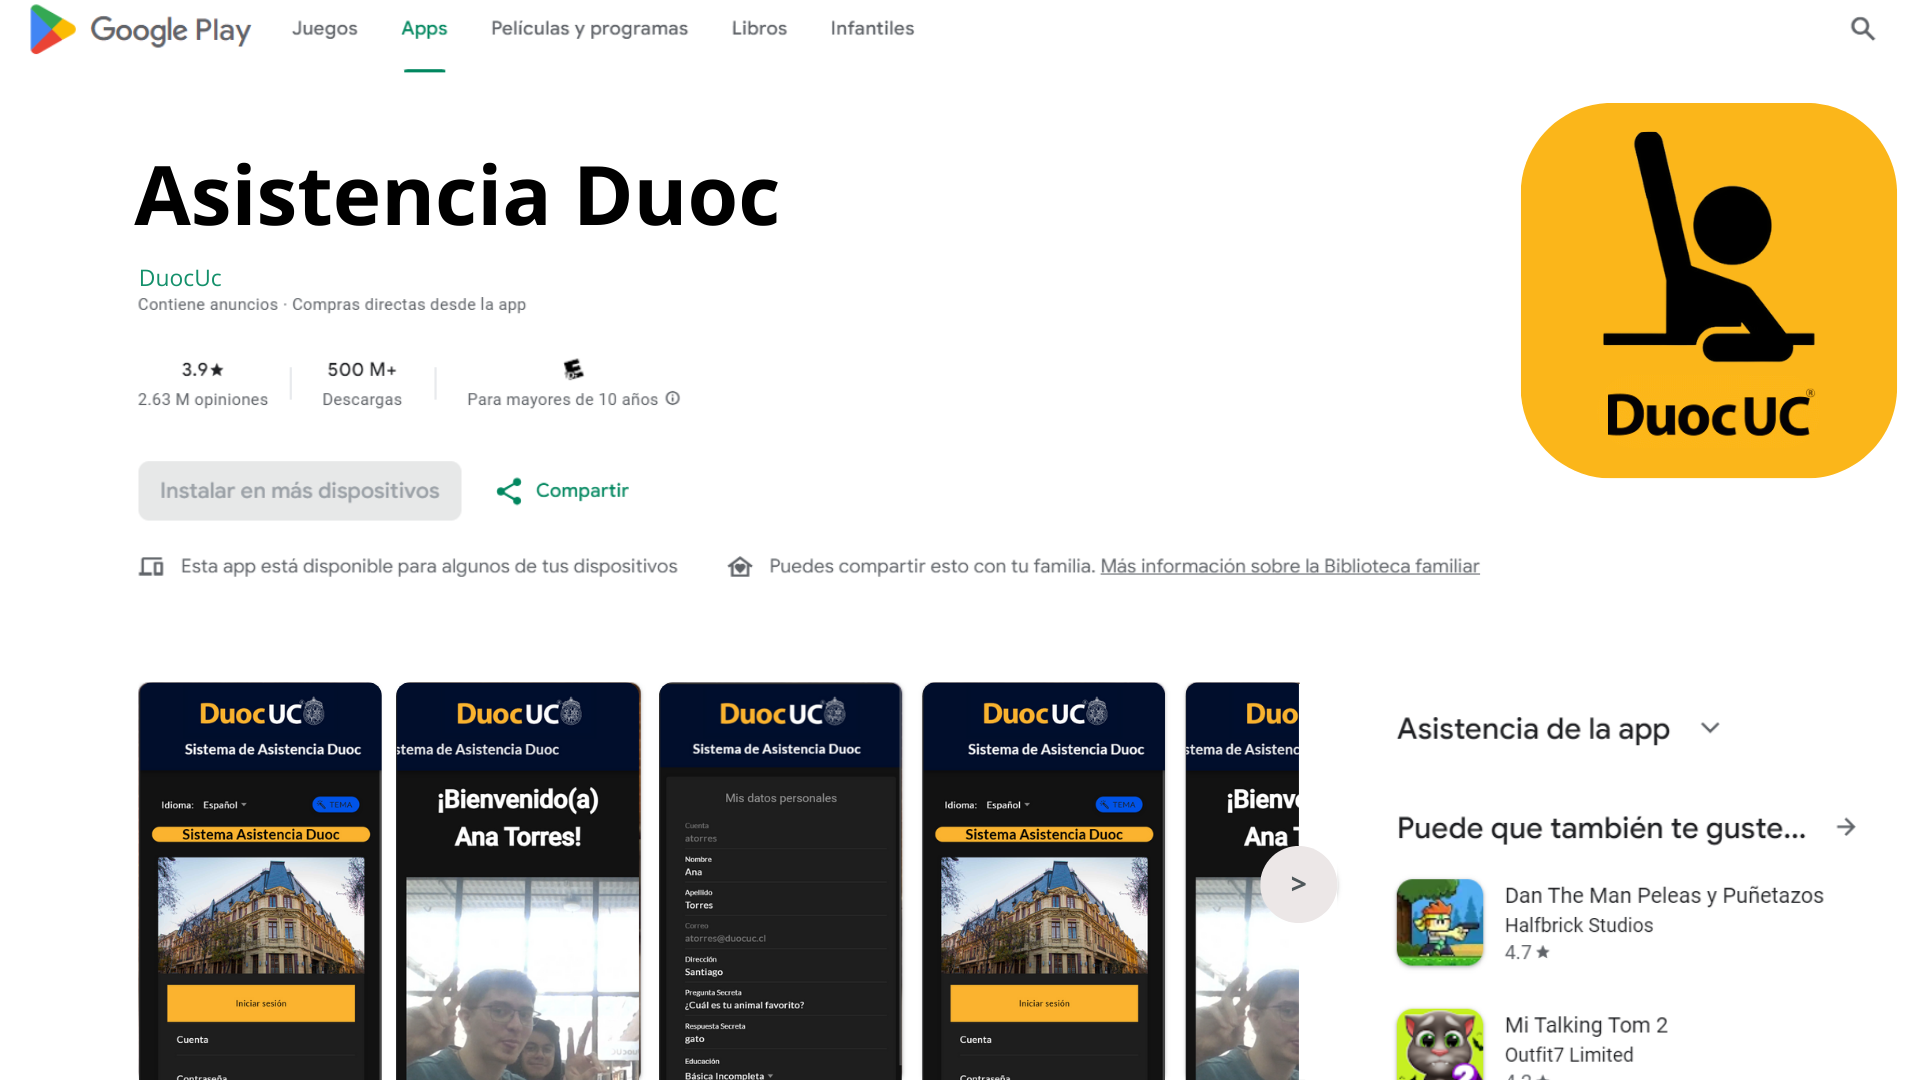 Google Play
Juegos
Apps
Películas y programas
Libros
Infantiles
Asistencia Duoc
DuocUc
Contiene anuncios · Compras directas desde la app
3.9★
2.63 M opiniones
500 M+
Descargas
Para mayores de 10 años
Instalar en más dispositivos
Compartir
Esta app está disponible para algunos de tus dispositivos
Puedes compartir esto con tu familia. Más información sobre la Biblioteca familiar
DuocUC®
DuocUC
Sistema de Asistencia Duoc
Idioma: Español
TEMA
Sistema Asistencia Duoc
Iniciar sesión
Cuenta
Contraseña
DuocUC
stema de Asistencia Duoc
¡Bienvenido(a)
Ana Torres!
DuocUC
Sistema de Asistencia Duoc
Mis datos personales
Cuenta
atorres
Nombre
Ana
Apellido
Torres
Correo
atorres@duocuc.cl
Dirección
Santiago
Pregunta Secreta
¿Cuál es tu animal favorito?
Respuesta Secreta
gato
Educación
Básica Incompleta
DuocUC
Sistema de Asistencia Duoc
Idioma: Español
TEMA
Sistema Asistencia Duoc
Iniciar sesión
Cuenta
Contraseña
Duo
stema de Asistenc
¡Bienv
Ana T
>
Asistencia de la app
Puede que también te guste...
Dan The Man Peleas y Puñetazos
Halfbrick Studios
4.7★
Mi Talking Tom 2
Outfit7 Limited